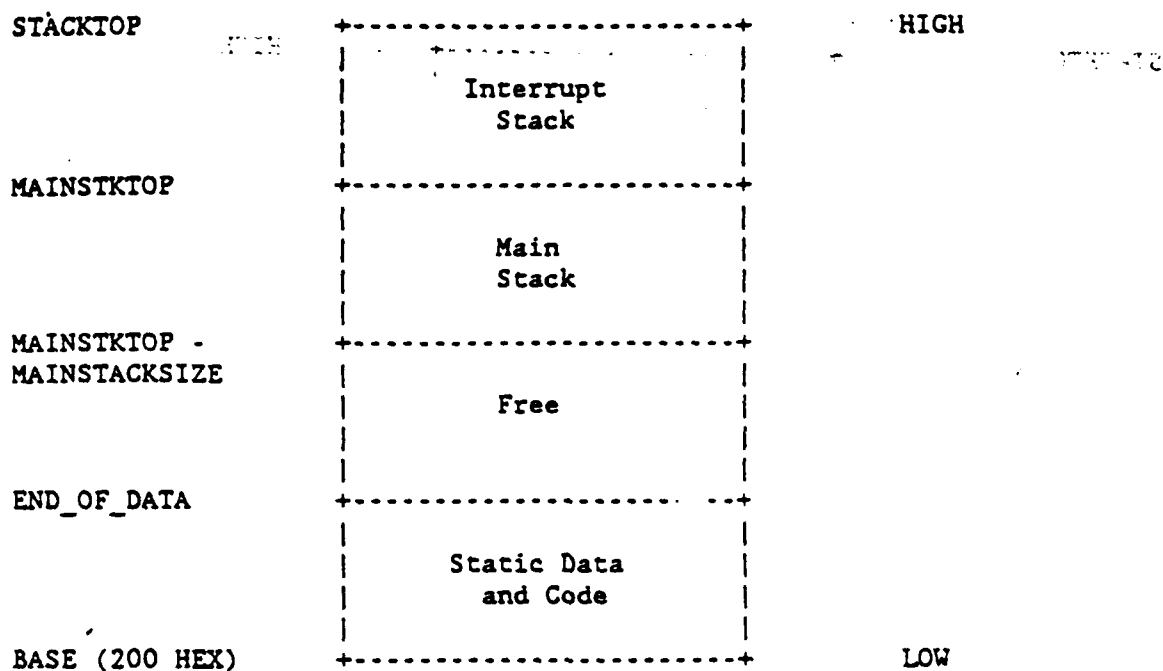 STACKTOP HIGH
Interrupt
Stack
MAINSTKTOP
Main
Stack
MAINSTKTOP -
MAINSTACKSIZE
Free
END_OF_DATA
Static Data
and Code
BASE (200 HEX) LOW